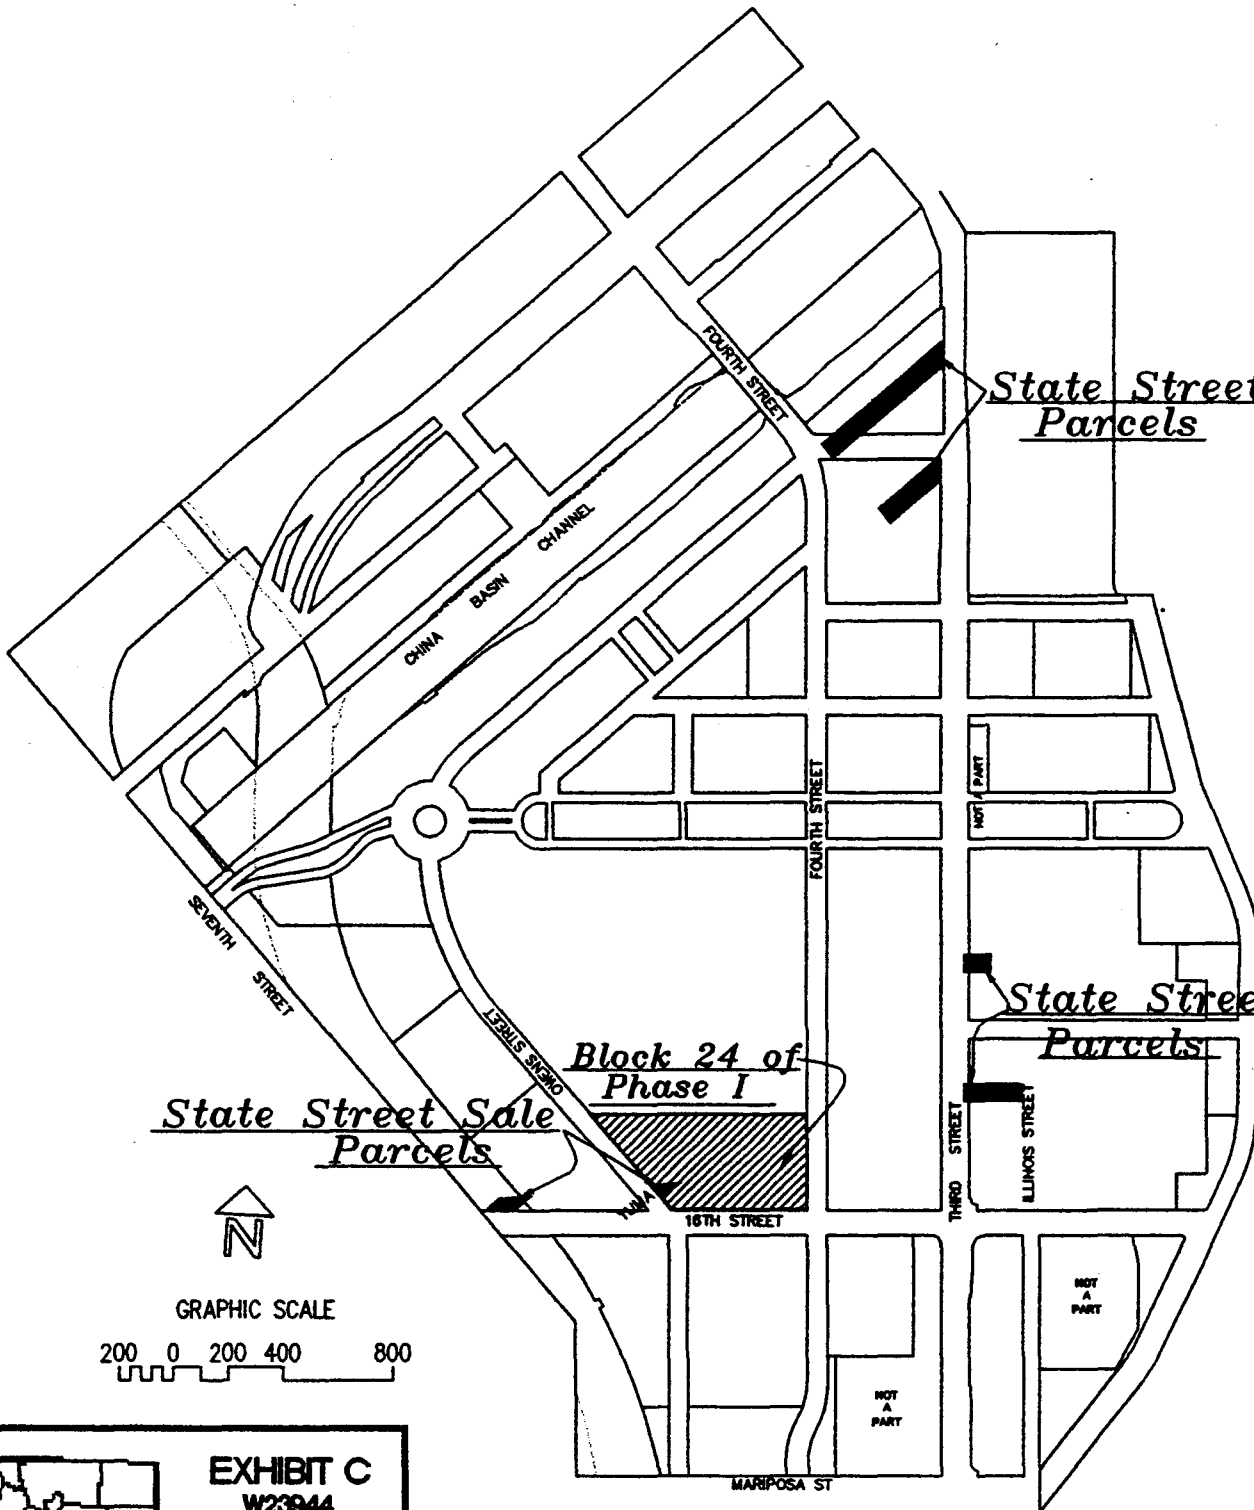 FOURTH STREET
State Street
Parcels
CHINA BASIN CHANNEL
FOURTH STREET
NOT A PART
SEVENTH STREET
OWENS STREET
State Stree
Parcels
Block 24 of
Phase I
State Street Sale
Parcels
THIRD STREET
ILLINOIS STREET
16TH STREET
N
GRAPHIC SCALE
200 0 200 400 800
NOT
A
PART
NOT
A
PART
MARIPOSA ST
EXHIBIT C
W23944